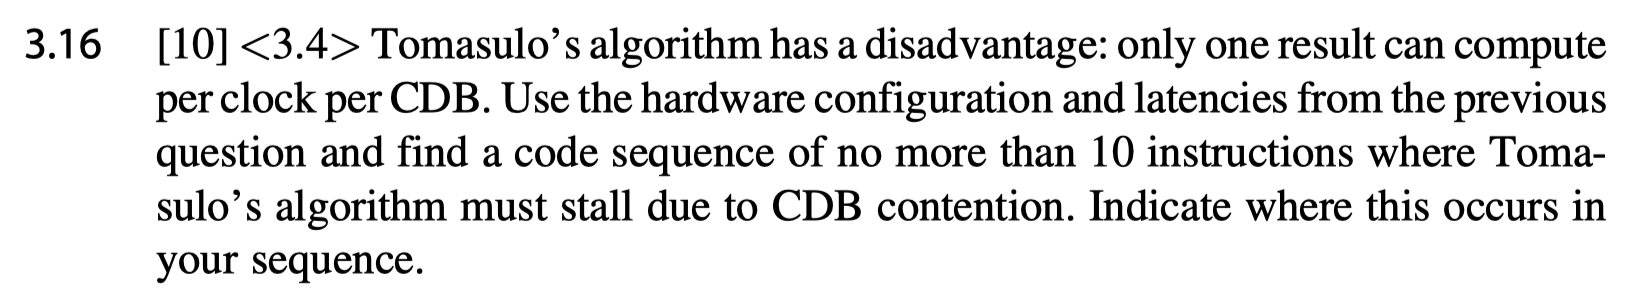 3.16 [10] <3.4> Tomasulo's algorithm has a disadvantage: only one result can compute
per clock per CDB. Use the hardware configuration and latencies from the previous
question and find a code sequence of no more than 10 instructions where Toma-
sulo's algorithm must stall due to CDB contention. Indicate where this occurs in
your sequence.